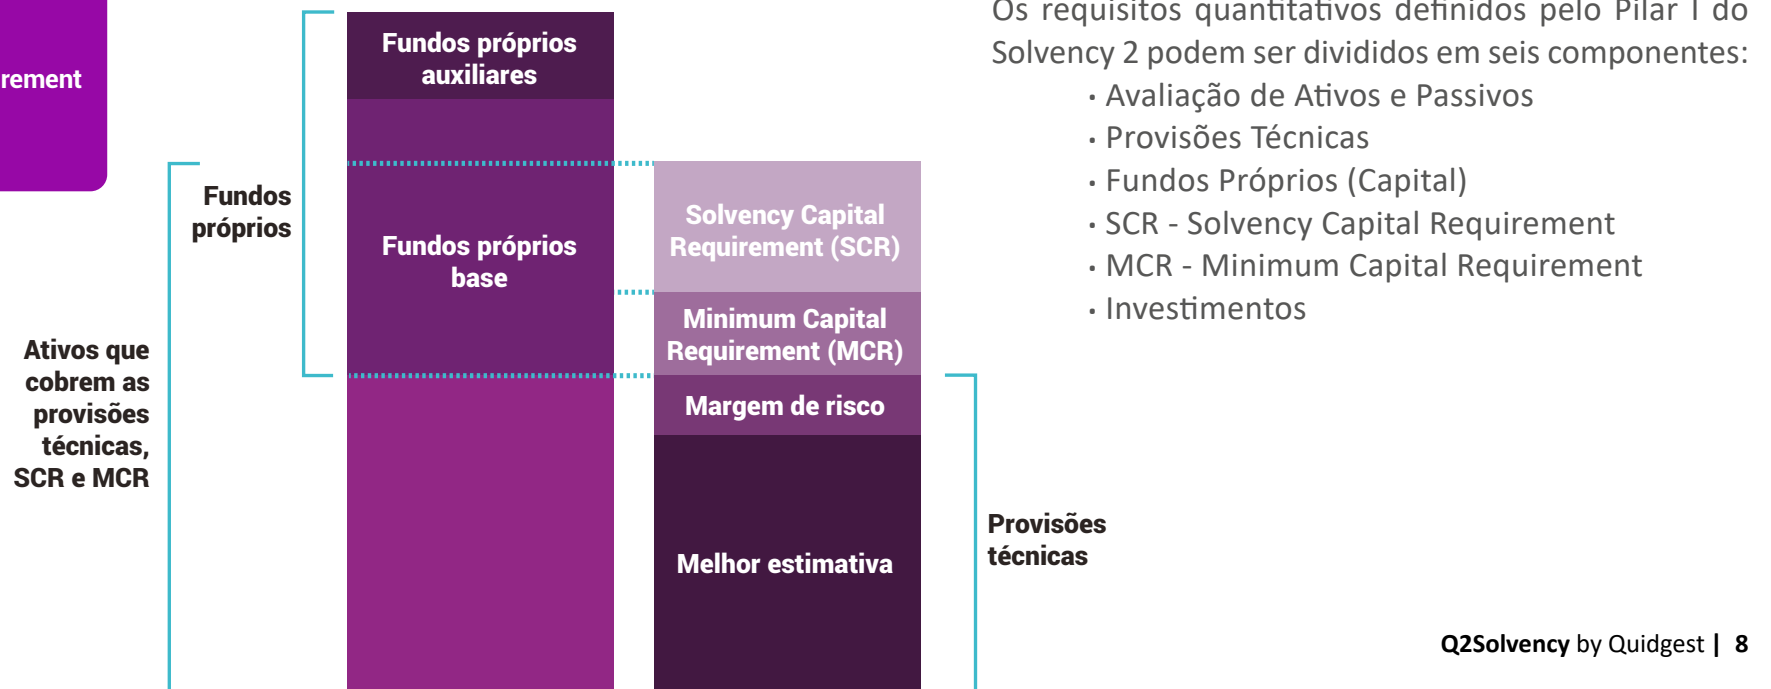 rement
Fundos próprios
auxiliares
Fundos
próprios
Fundos próprios
base
Ativos que
cobrem as
provisões
técnicas,
SCR e MCR
Solvency Capital
Requirement (SCR)
Minimum Capital
Requirement (MCR)
Margem de risco
Melhor estimativa
Provisões
técnicas
Os requisitos quantitativos definidos pelo Pilar I do
Solvency 2 podem ser divididos em seis componentes:
• Avaliação de Ativos e Passivos
• Provisões Técnicas
• Fundos Próprios (Capital)
• SCR - Solvency Capital Requirement
• MCR - Minimum Capital Requirement
• Investimentos
Q2Solvency by Quidgest | 8